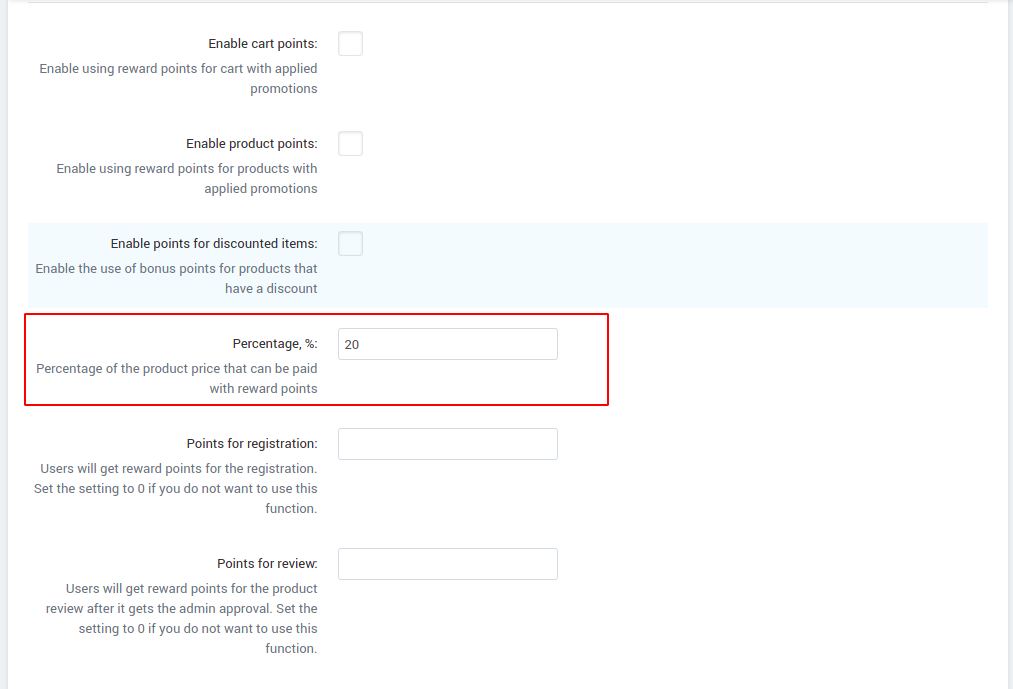 Enable cart points:
Enable using reward points for cart with applied
promotions
Enable product points:
Enable using reward points for products with
applied promotions
Enable points for discounted items:
Enable the use of bonus points for products that
have a discount
Percentage, %:
20
Percentage of the product price that can be paid
with reward points
Points for registration:
Users will get reward points for the registration.
Set the setting to 0 if you do not want to use this
function.
Points for review:
Users will get reward points for the product
review after it gets the admin approval. Set the
setting to 0 if you do not want to use this
function.